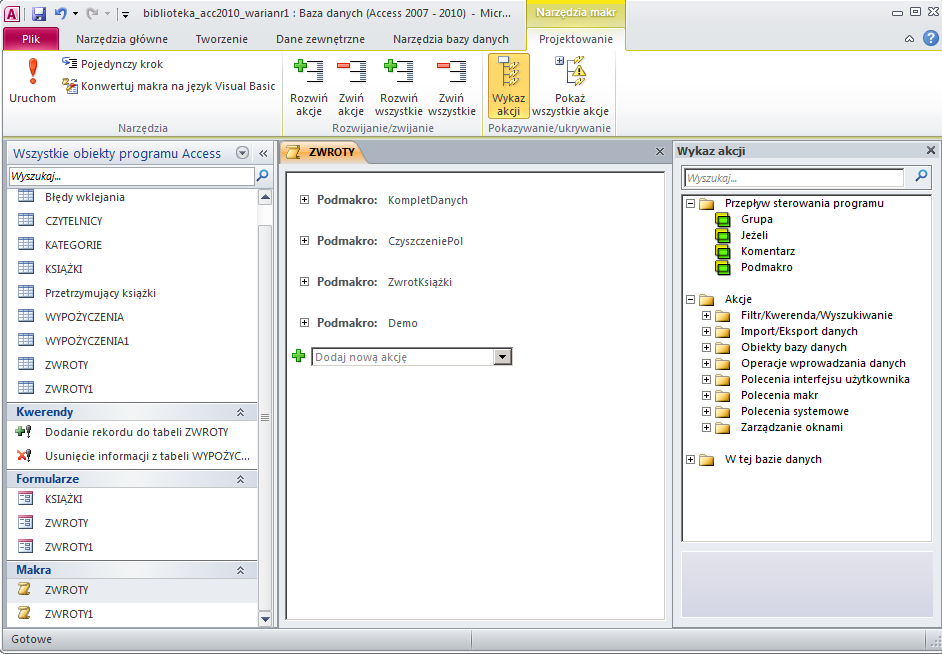 biblioteka_acc2010_warianr1 : Baza danych (Access 2007 - 2010) - Micr...
Narzędzia makr
Plik
Narzędzia główne
Tworzenie
Dane zewnętrzne
Narzędzia bazy danych
Projektowanie
Uruchom
Pojedynczy krok
Konwertuj makra na język Visual Basic
Narzędzia
Rozwiń akcje
Zwiń akcje
Rozwiń wszystkie
Zwiń wszystkie
Rozwijanie/zwijanie
Wykaz akcji
Pokaż wszystkie akcje
Pokazywanie/ukrywanie
Wszystkie obiekty programu Access
Wyszukaj...
Błędy wklejania
CZYTELNICY
KATEGORIE
KSIĄŻKI
Przetrzymujący książki
WYPOŻYCZENIA
WYPOŻYCZENIA1
ZWROTY
ZWROTY1
Kwerendy
Dodanie rekordu do tabeli ZWROTY
Usunięcie informacji z tabeli WYPOŻYC...
Formularze
KSIĄŻKI
ZWROTY
ZWROTY1
Makra
ZWROTY
ZWROTY1
ZWROTY
Podmakro: KompletDanych
Podmakro: CzyszczeniePol
Podmakro: ZwrotKsiążki
Podmakro: Demo
Dodaj nową akcję
Wykaz akcji
Wyszukaj...
Przepływ sterowania programu
Grupa
Jeżeli
Komentarz
Podmakro
Akcje
Filtr/Kwerenda/Wyszukiwanie
Import/Eksport danych
Obiekty bazy danych
Operacje wprowadzania danych
Polecenia interfejsu użytkownika
Polecenia makr
Polecenia systemowe
Zarządzanie oknami
W tej bazie danych
Gotowe